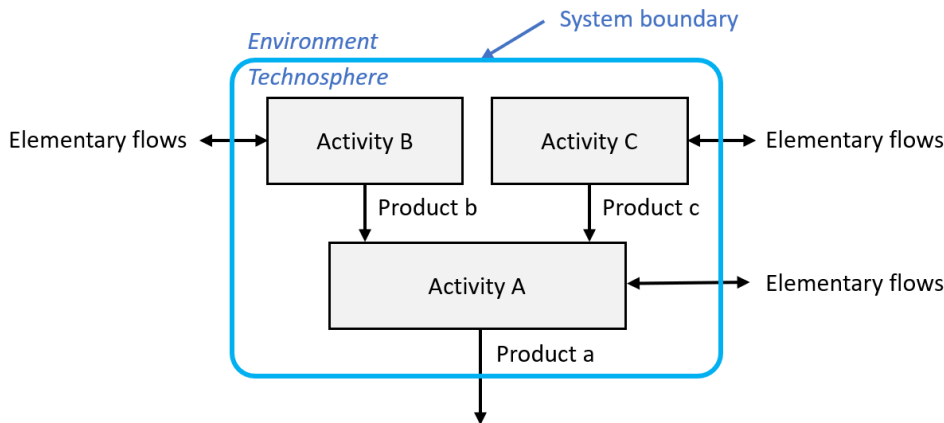 System boundary
Environment
Technosphere
Elementary flows
Activity B
Activity C
Elementary flows
Product b
Product c
Activity A
Elementary flows
Product a